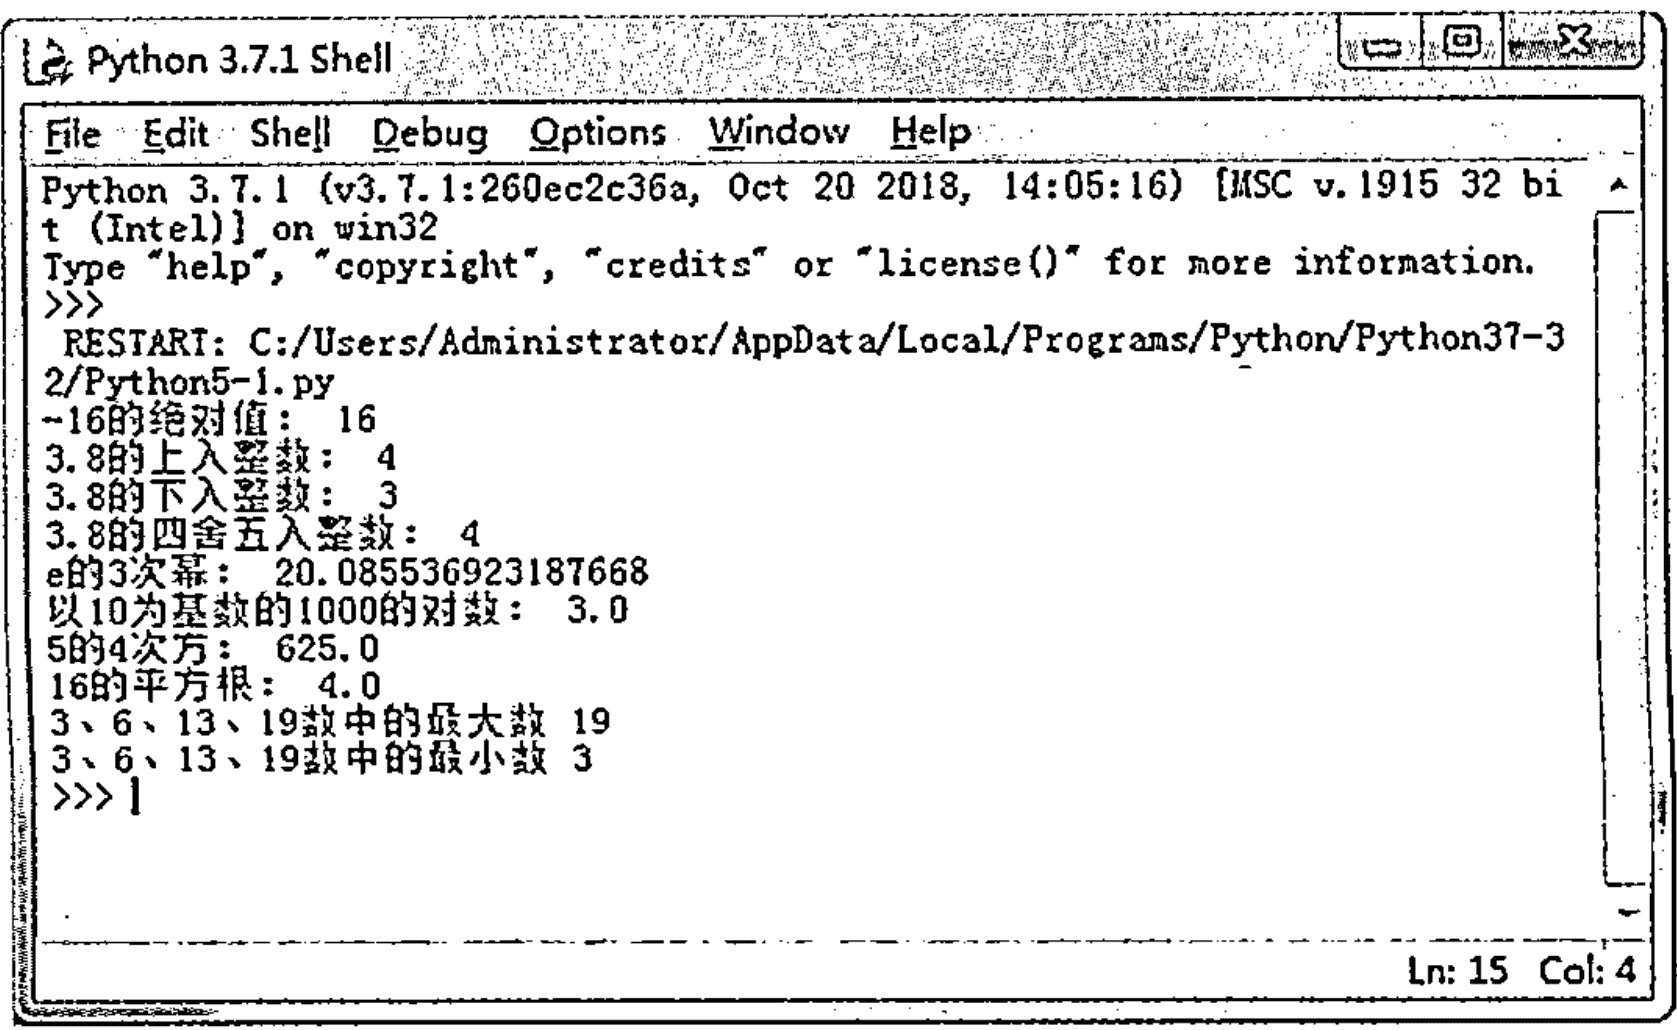 Python 3.7.1 Shell
File Edit Shell Debug Options Window Help
Python 3.7.1 (v3.7.1:260ec2c36a, Oct 20 2018, 14:05:16) [MSC v.1915 32 bi
t (Intel)] on win32
Type "help", "copyright", "credits" or "license()" for more information.
>>>
RESTART: C:/Users/Administrator/AppData/Local/Programs/Python/Python37-3
2/Python5-1.py
-16的绝对值： 16
3.8的上入整数： 4
3.8的下入整数： 3
3.8的四舍五入整数： 4
e的3次幂： 20.085536923187668
以10为基数的1000的对数： 3.0
5的4次方： 625.0
16的平方根： 4.0
3、6、13、19数中的最大数 19
3、6、13、19数中的最小数 3
>>>
Ln: 15 Col: 4